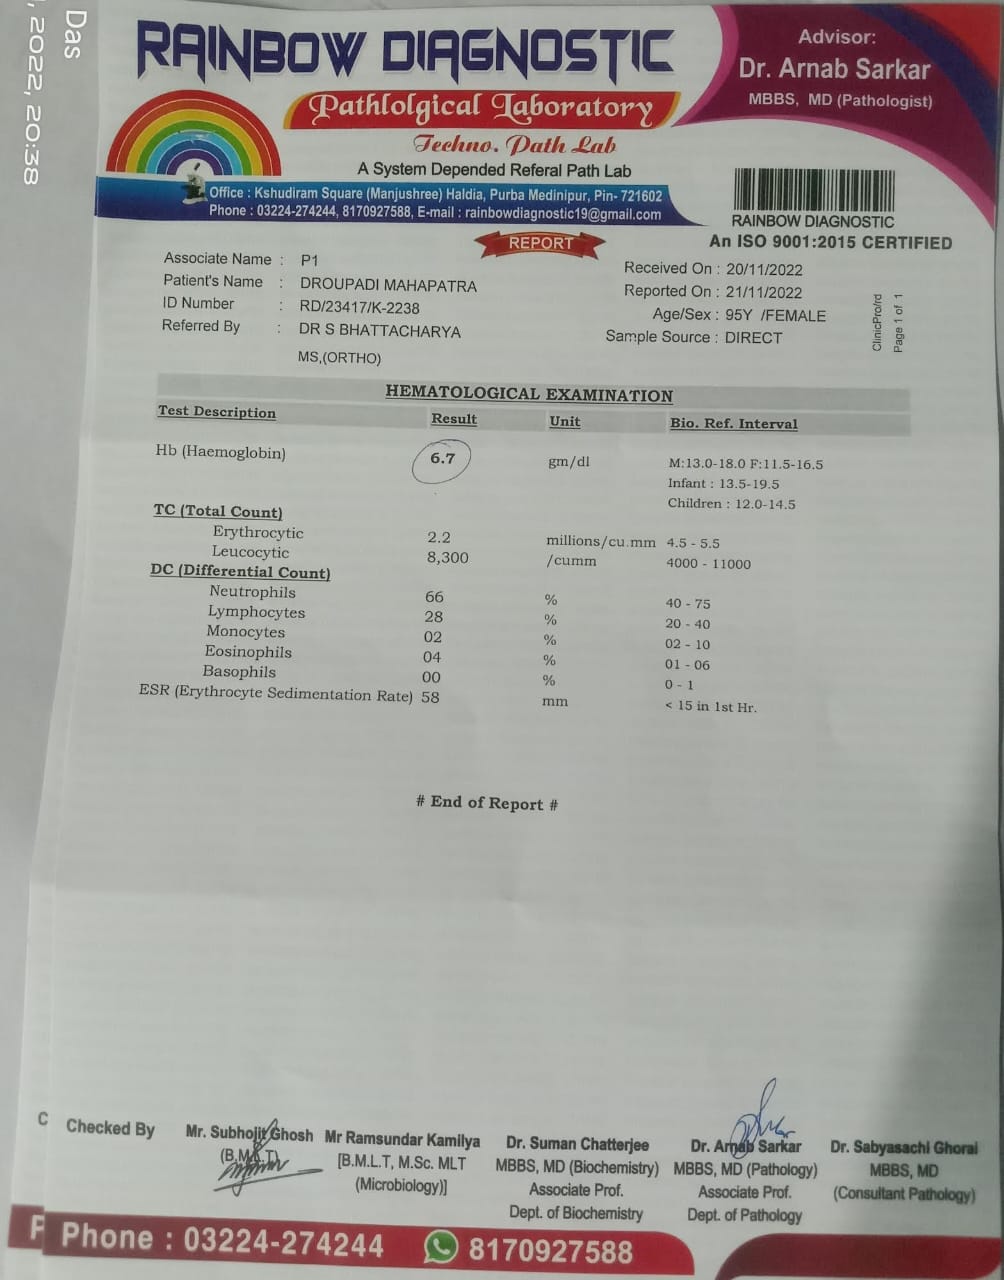 Das
, 2022, 20:38
RAINBOW DIAGNOSTIC
Pathlolgical Laboratory
Techno. Path Lab
A System Depended Referal Path Lab
Office : Kshudiram Square (Manjushree) Haldia, Purba Medinipur, Pin- 721602
Phone : 03224-274244, 8170927588, E-mail : rainbowdiagnostic19@gmail.com
Advisor:
Dr. Arnab Sarkar
MBBS, MD (Pathologist)
RAINBOW DIAGNOSTIC
An ISO 9001:2015 CERTIFIED
REPORT
Associate Name : P1
Patient's Name : DROUPADI MAHAPATRA
ID Number : RD/23417/K-2238
Referred By : DR S BHATTACHARYA
MS,(ORTHO)
Received On : 20/11/2022
Reported On : 21/11/2022
Age/Sex : 95Y /FEMALE
Sample Source : DIRECT
ClinicPro/rd
Page 1 of 1
HEMATOLOGICAL EXAMINATION
Test Description Result Unit Bio. Ref. Interval
Hb (Haemoglobin) 6.7 gm/dl M:13.0-18.0 F:11.5-16.5
Infant : 13.5-19.5
Children : 12.0-14.5
TC (Total Count)
Erythrocytic 2.2 millions/cu.mm 4.5 - 5.5
Leucocytic 8,300 /cumm 4000 - 11000
DC (Differential Count)
Neutrophils 66 % 40 - 75
Lymphocytes 28 % 20 - 40
Monocytes 02 % 02 - 10
Eosinophils 04 % 01 - 06
Basophils 00 % 0 - 1
ESR (Erythrocyte Sedimentation Rate) 58 mm < 15 in 1st Hr.
# End of Report #
C
Checked By
Mr. Subhojit Ghosh
(B.M.L.T)
Mr Ramsundar Kamilya
[B.M.L.T, M.Sc. MLT
(Microbiology)]
Dr. Suman Chatterjee
MBBS, MD (Biochemistry)
Associate Prof.
Dept. of Biochemistry
Dr. Arnab Sarkar
MBBS, MD (Pathology)
Associate Prof.
Dept. of Pathology
Dr. Sabyasachi Ghorai
MBBS, MD
(Consultant Pathology)
P
Phone : 03224-274244 8170927588